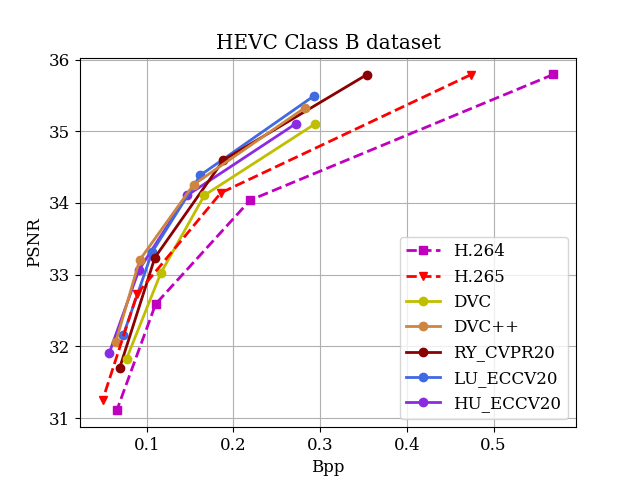 HEVC Class B dataset
36
35
34
33
32
31
PSNR
0.1
0.2
0.3
0.4
0.5
Bpp
H.264
H.265
DVC
DVC++
RY_CVPR20
LU_ECCV20
HU_ECCV20